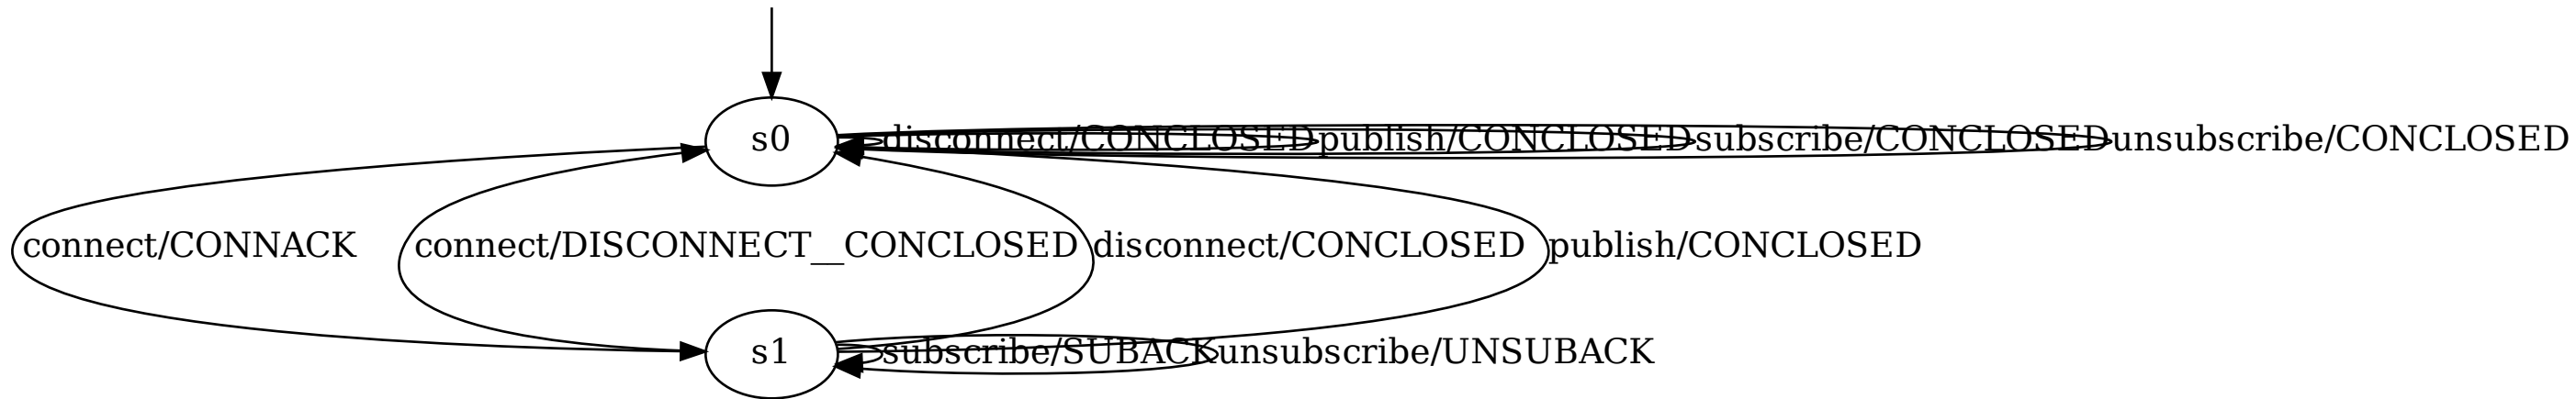 s0
disconnect/CONCLOSED
publish/CONCLOSED
subscribe/CONCLOSED
unsubscribe/CONCLOSED
connect/CONNACK
connect/DISCONNECT__CONCLOSED
disconnect/CONCLOSED
publish/CONCLOSED
s1
subscribe/SUBACK
unsubscribe/UNSUBACK